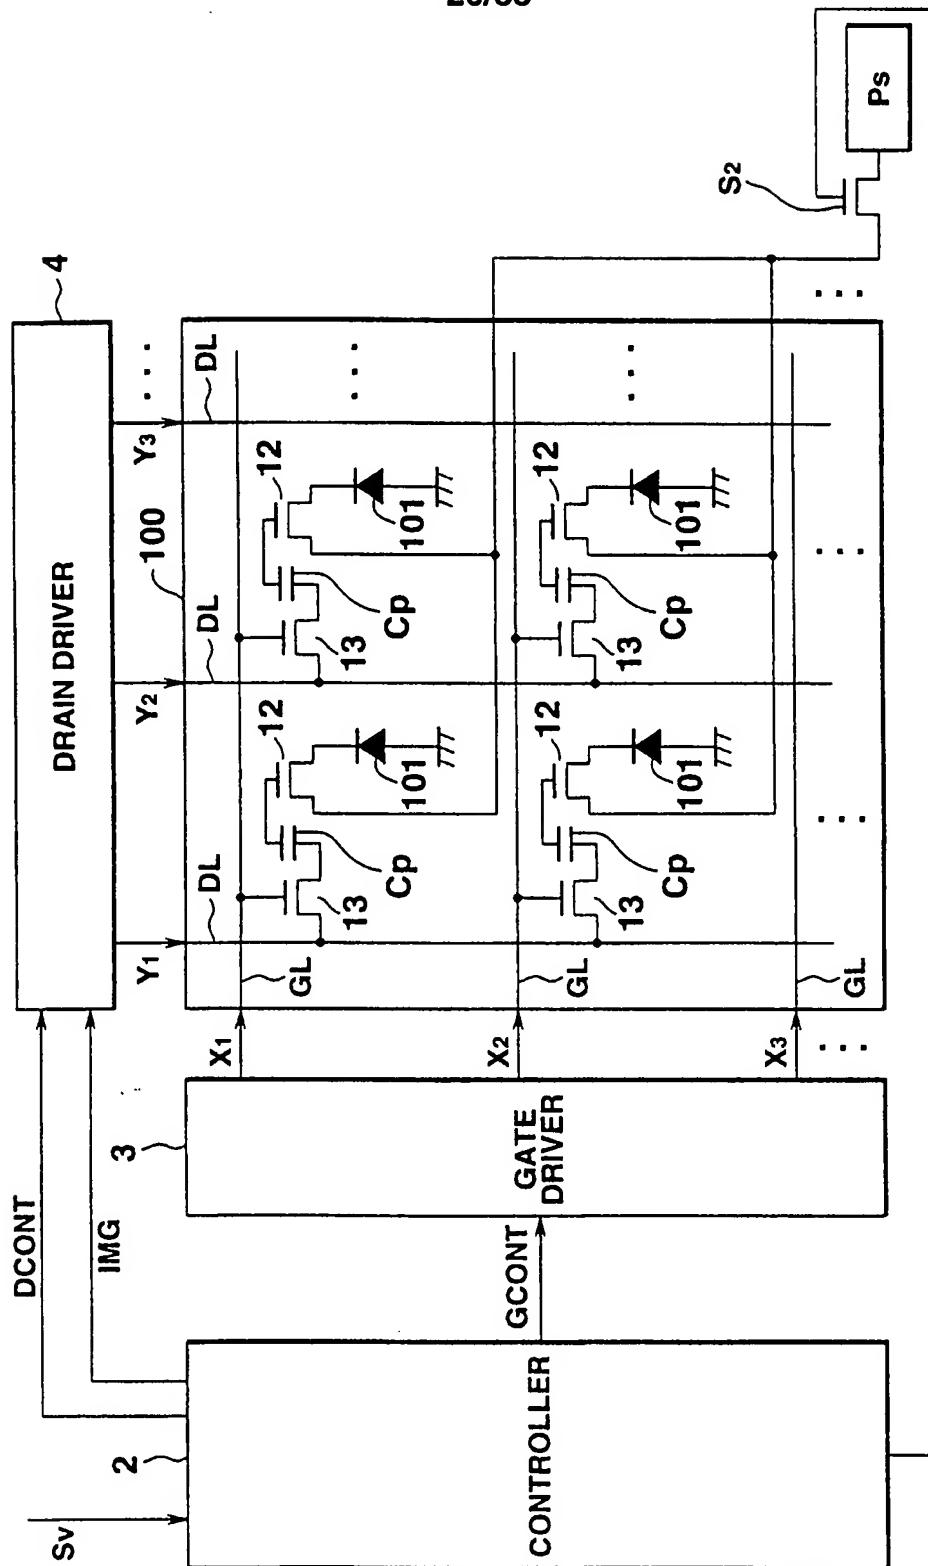 DRAIN DRIVER
4
Y1
Y2
Y3
DL
DL
DL
100
S2
Ps
12
12
101
101
Cp
Cp
13
13
12
12
101
101
Cp
Cp
13
13
GL
GL
GL
X1
X2
X3
3
GATE
DRIVER
DCONT
IMG
GCONT
2
CONTROLLER
Sv